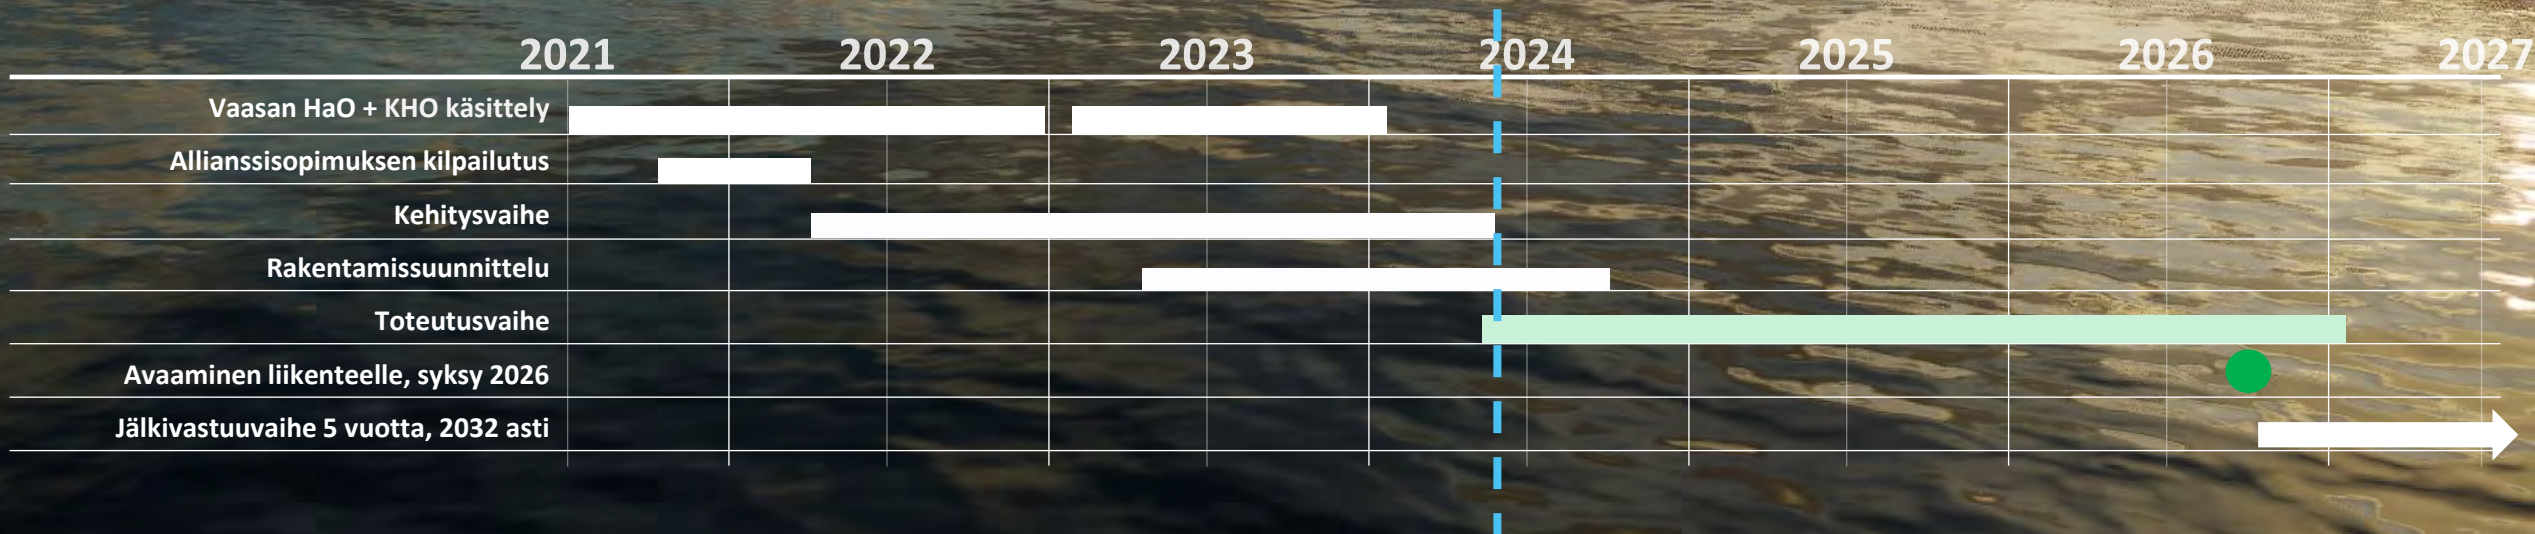 2021 2022 2023 2024 2025 2026 2027
Vaasan HaO + KHO käsittely
Allianssisopimuksen kilpailutus
Kehitysvaihe
Rakentamissuunnittelu
Toteutusvaihe
Avaaminen liikenteelle, syksy 2026
Jälkivastuuvaihe 5 vuotta, 2032 asti